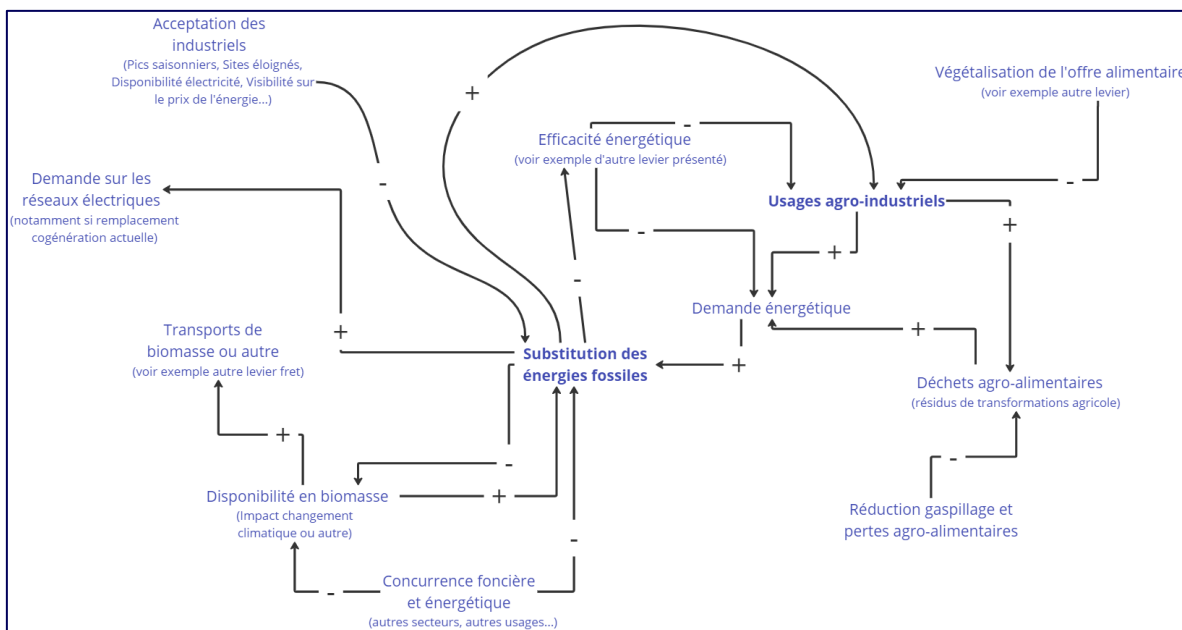 Acceptation des
industriels
(Pics saisonniers, Sites éloignés,
Disponibilité électricité, Visibilité sur
le prix de l'énergie...)
+
Végétalisation de l'offre alimentaire
(voir exemple autre levier)
-
Efficacité énergétique
(voir exemple d'autre levier présenté)
-
-
Demande sur les
réseaux électriques
(notamment si remplacement
cogénération actuelle)
Usages agro-industriels
+
-
+
-
Demande énergétique
+
+
Transports de
biomasse ou autre
(voir exemple autre levier fret)
Substitution des
énergies fossiles
+
Déchets agro-alimentaires
(résidus de transformations agricole)
+
-
-
Disponibilité en biomasse
(Impact changement
climatique ou autre)
+
Réduction gaspillage et
pertes agro-alimentaires
-
-
Concurrence foncière
et énergétique
(autres secteurs, autres usages...)